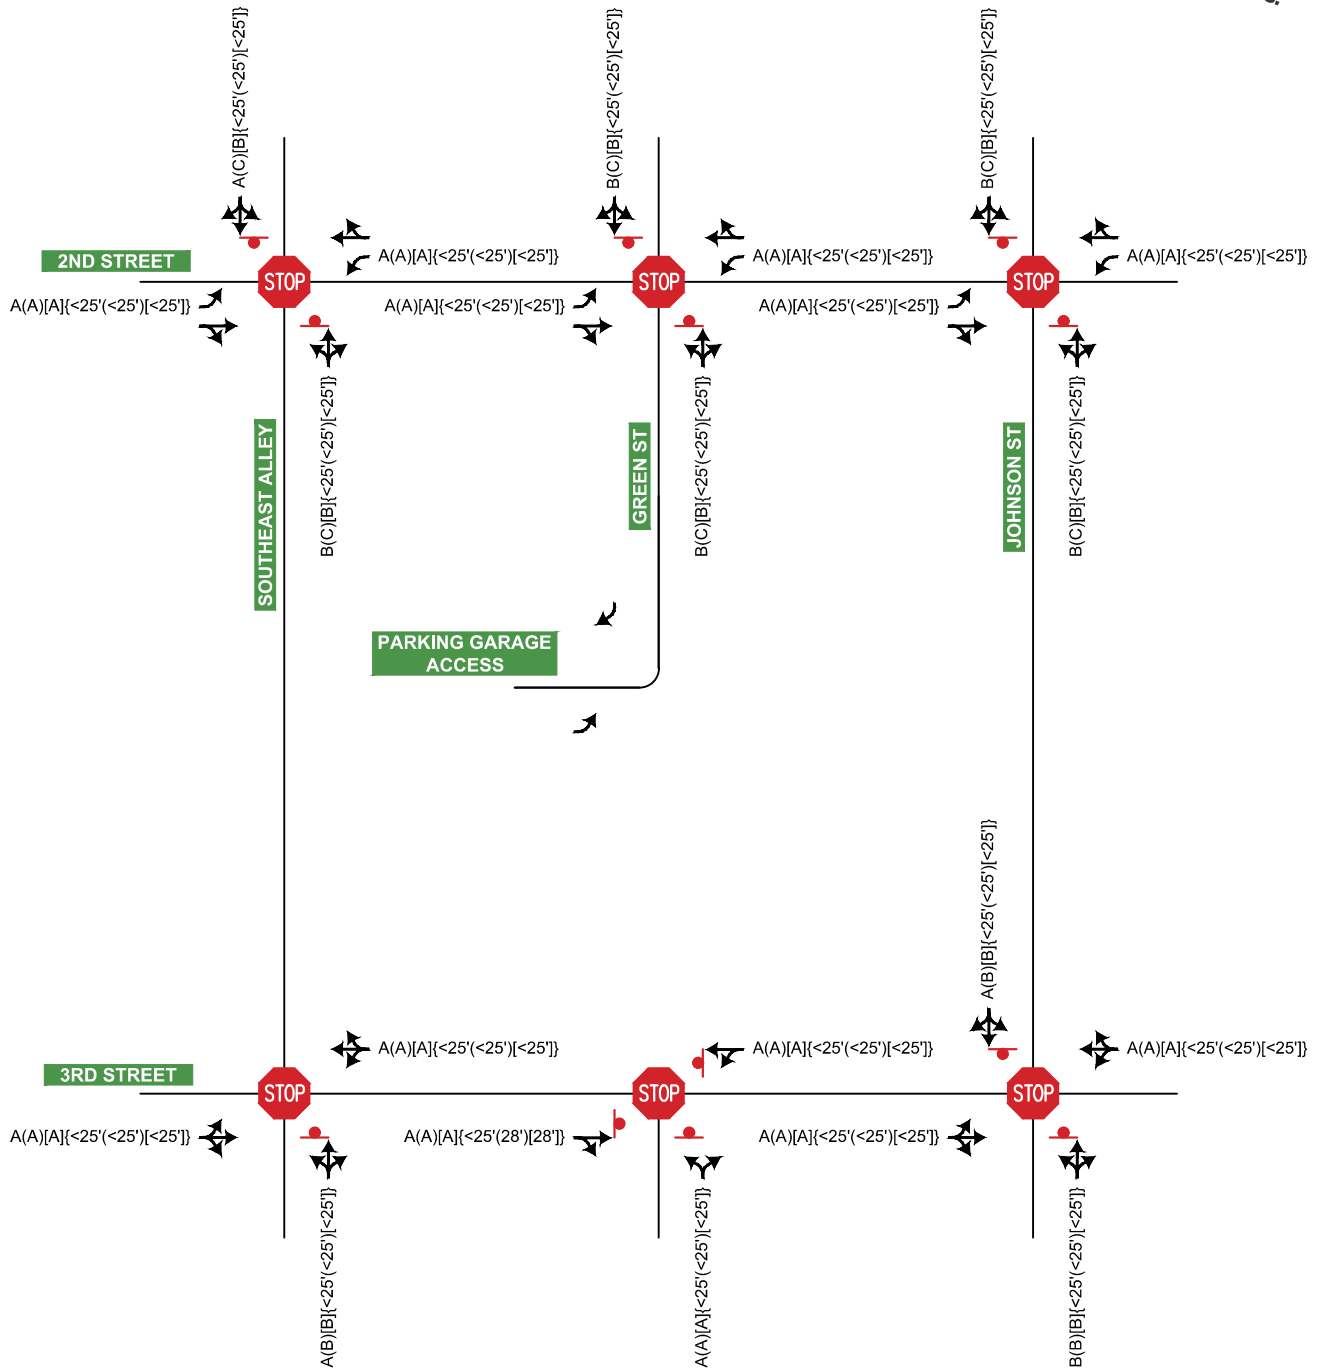 A(C)[B]{<25'(<25')[<25']}
B(C)[B]{<25'(<25')[<25']}
B(C)[B]{<25'(<25')[<25']}
2ND STREET
A(A)[A]{<25'(<25')[<25']}
A(A)[A]{<25'(<25')[<25']}
A(A)[A]{<25'(<25')[<25']}
STOP
STOP
STOP
A(A)[A]{<25'(<25')[<25']}
A(A)[A]{<25'(<25')[<25']}
A(A)[A]{<25'(<25')[<25']}
B(C)[B]{<25'(<25')[<25']}
B(C)[B]{<25'(<25')[<25']}
B(C)[B]{<25'(<25')[<25']}
SOUTHEAST ALLEY
GREEN ST
JOHNSON ST
PARKING GARAGE
ACCESS
A(B)[B]{<25'(<25')[<25']
A(A)[A]{<25'(<25')[<25']}
A(A)[A]{<25'(<25')[<25']}
A(A)[A]{<25'(<25')[<25']}
3RD STREET
STOP
STOP
STOP
A(A)[A]{<25'(<25')[<25']}
A(A)[A]{<25'(28')[28']}
A(A)[A]{<25'(<25')[<25']}
A(B)[B]{<25'(<25')[<25']}
A(A)[A]{<25'(<25')[<25']}
B(B)[B]{<25'(<25')[<25']}